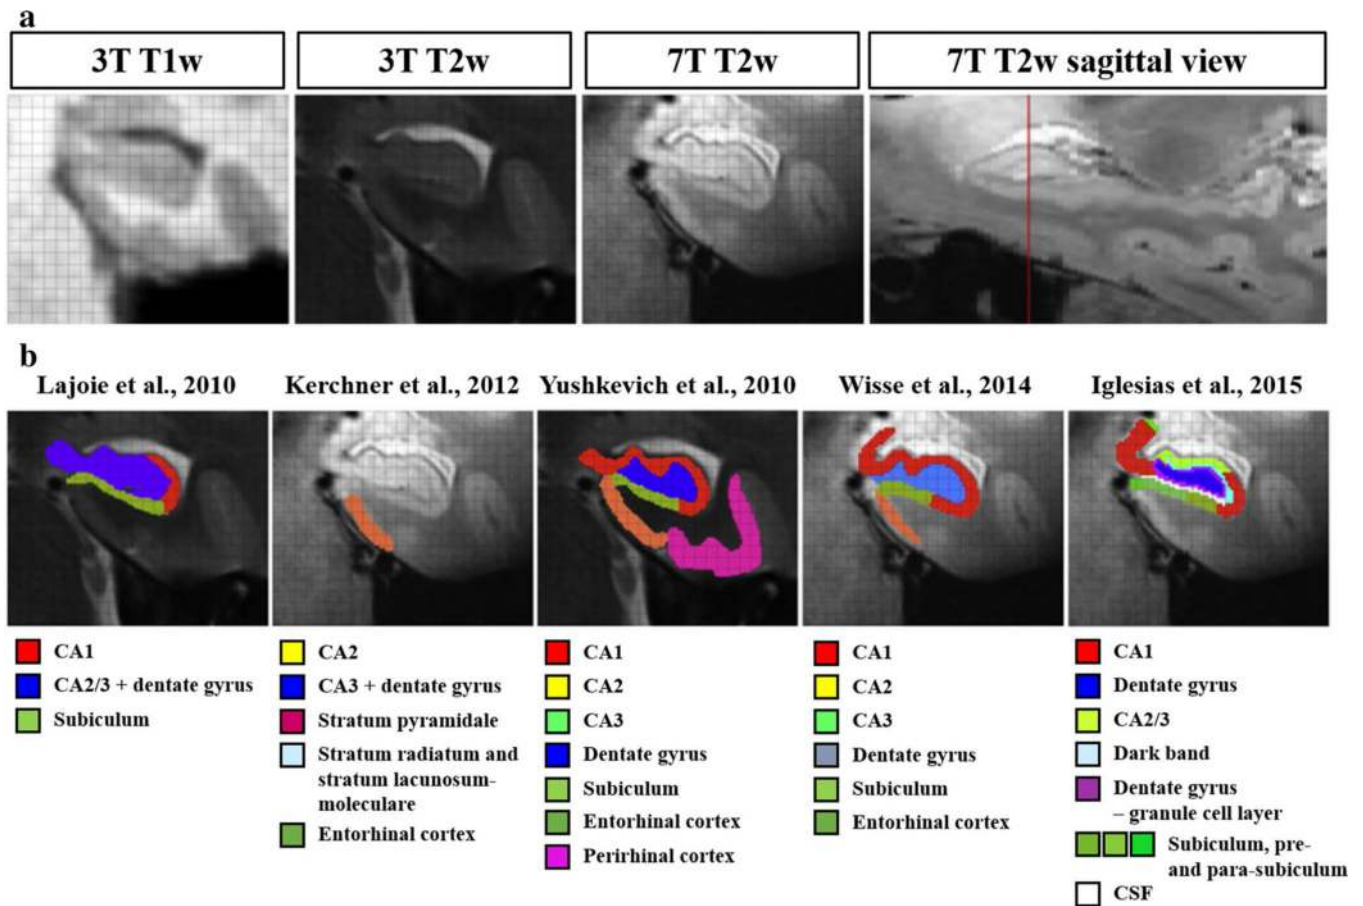 a
3T T1w
3T T2w
7T T2w
7T T2w sagittal view
b
Lajoie et al., 2010
Kerchner et al., 2012
Yushkevich et al., 2010
Wisse et al., 2014
Iglesias et al., 2015
CA1
CA2/3 + dentate gyrus
Subiculum
CA2
CA3 + dentate gyrus
Stratum pyramidale
Stratum radiatum and
stratum lacunosum-
moleculare
Entorhinal cortex
CA1
CA2
CA3
Dentate gyrus
Subiculum
Entorhinal cortex
Perirhinal cortex
CA1
CA2
CA3
Dentate gyrus
Subiculum
Entorhinal cortex
CA1
Dentate gyrus
CA2/3
Dark band
Dentate gyrus
– granule cell layer
Subiculum, pre-
and para-subiculum
CSF